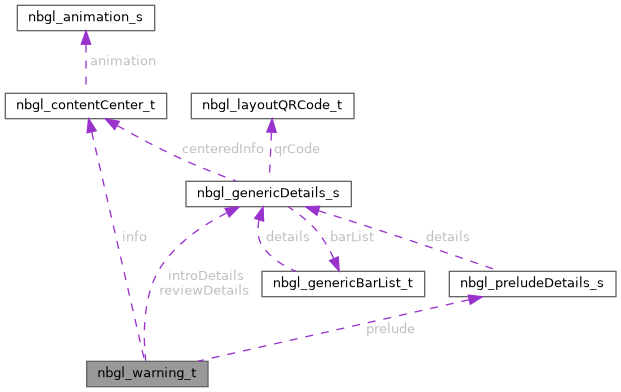 nbgl_animation_s
animation
nbgl_contentCenter_t
nbgl_layoutQRCode_t
centeredInfo
qrCode
nbgl_genericDetails_s
info
details
barList
details
introDetails
reviewDetails
nbgl_genericBarList_t
nbgl_preludeDetails_s
prelude
nbgl_warning_t